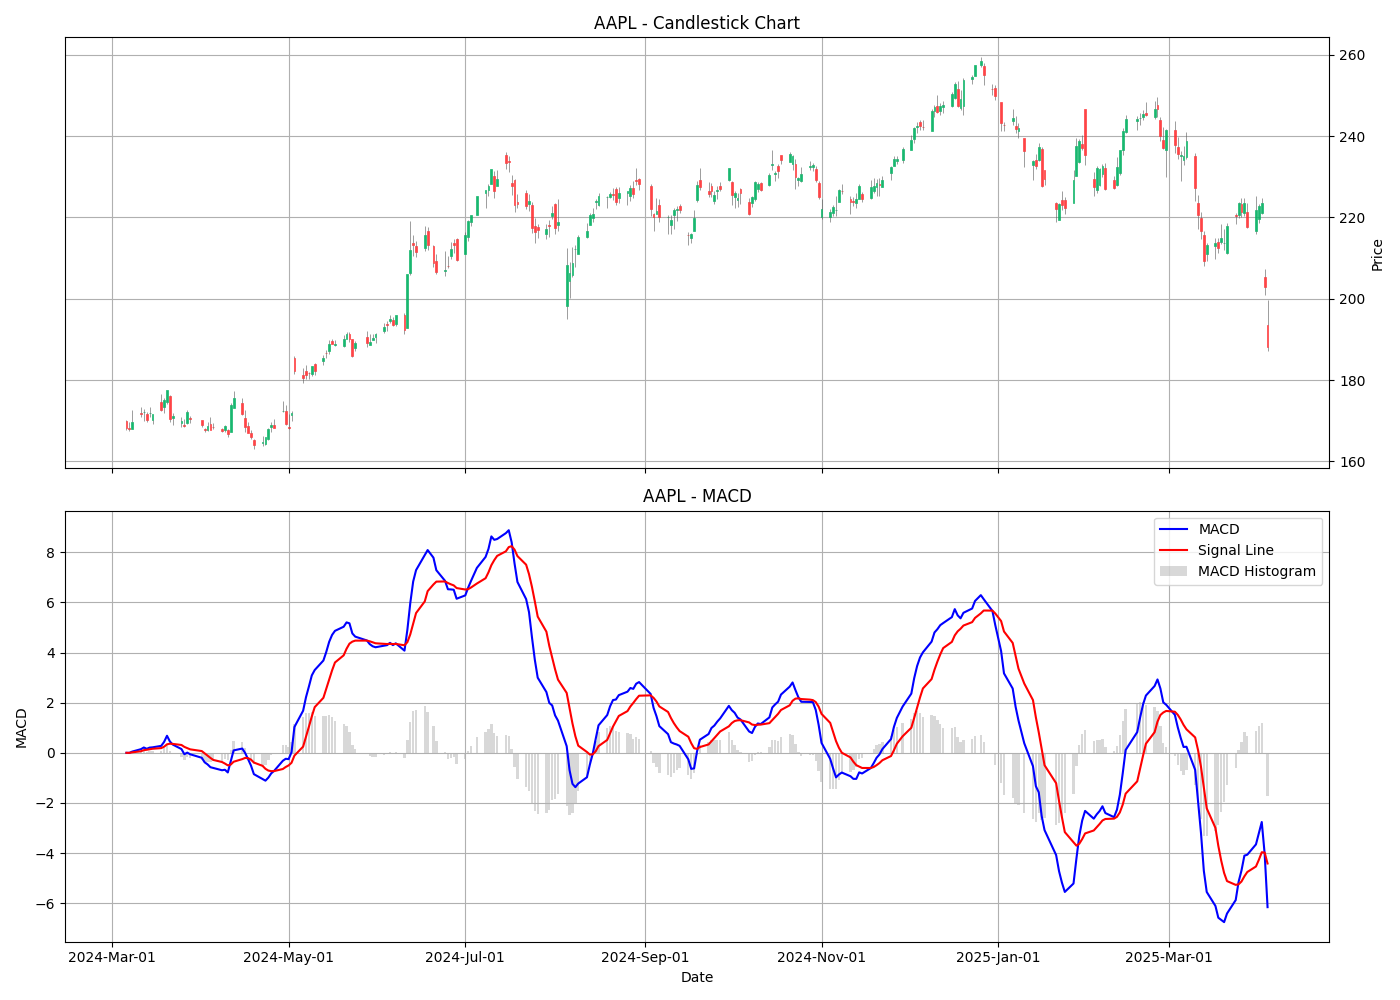 AAPL - Candlestick Chart
260
240
220
200
180
160
Price
AAPL - MACD
MACD
Signal Line
MACD Histogram
8
6
4
2
0
−2
−4
−6
MACD
2024-Mar-01
2024-May-01
2024-Jul-01
2024-Sep-01
2024-Nov-01
2025-Jan-01
2025-Mar-01
Date